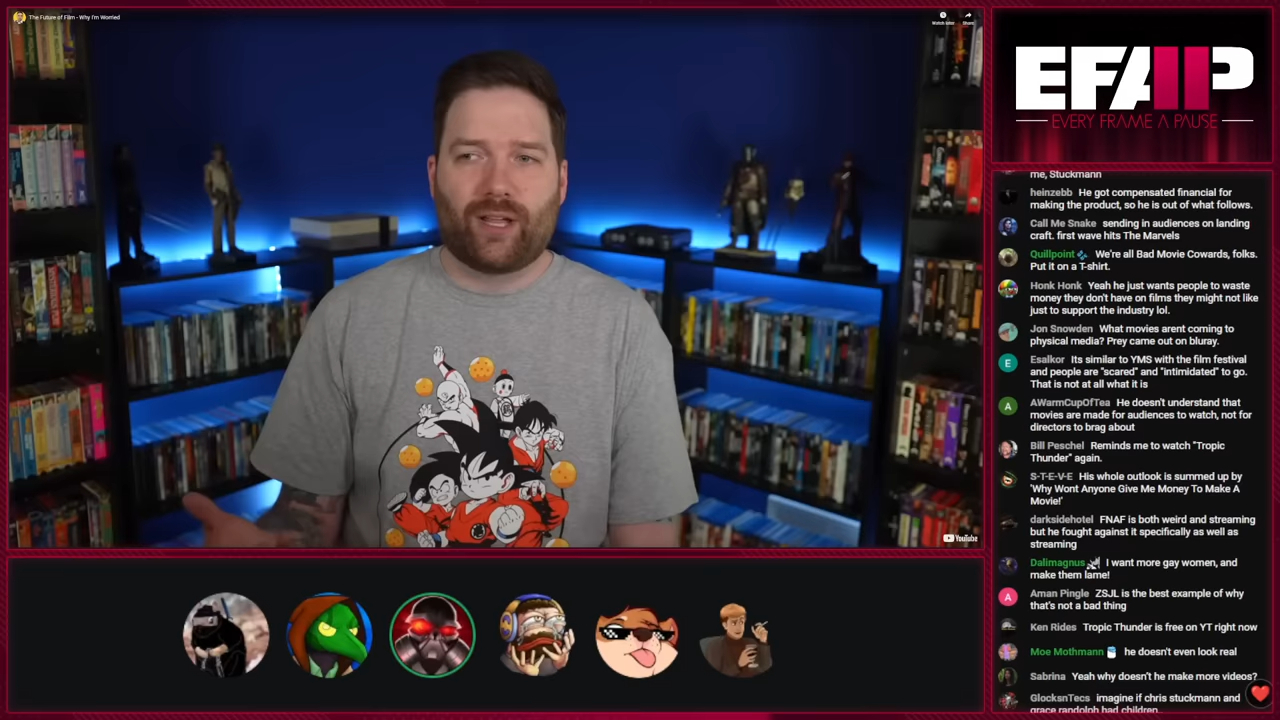 The Future of Film - Why I'm Worried
Watch later
Share
YouTube
EFAP
EVERY FRAME A PAUSE
me, Stuckmann
heinzebb He got compensated financial for
making the product, so he is out of what follows.
Call Me Snake sending in audiences on landing
craft. first wave hits The Marvels
Quillpoint We're all Bad Movie Cowards, folks.
Put it on a T-shirt.
Honk Honk Yeah he just wants people to waste
money they don't have on films they might not like
just to support the industry lol.
Jon Snowden What movies arent coming to
physical media? Prey came out on bluray.
E
Esalkor Its similar to YMS with the film festival
and people are "scared" and "intimidated" to go.
That is not at all what it is
A
AWarmCupOfTea He doesn't understand that
movies are made for audiences to watch, not for
directors to brag about
Bill Peschel Reminds me to watch "Tropic
Thunder" again.
S-T-E-V-E His whole outlook is summed up by
'Why Wont Anyone Give Me Money To Make A
Movie!'
darksidehotel FNAF is both weird and streaming
but he fought against it specifically as well as
streaming
Dalimagnus I want more gay women, and
make them lame!
A
Aman Pingle ZSJL is the best example of why
that's not a bad thing
Ken Rides Tropic Thunder is free on YT right now
Moe Mothmann he doesn't even look real
Sabrina Yeah why doesn't he make more videos?
GlocksnTecs imagine if chris stuckmann and
grace randolph had children..